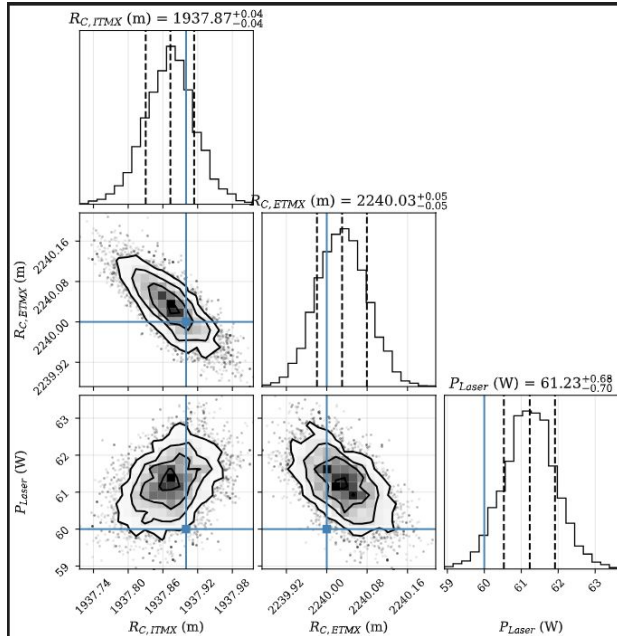 R_{C,ITMX} (m) = 1937.87^{+0.04}_{-0.04}
R_{C,ETMX} (m) = 2240.03^{+0.05}_{-0.05}
R_{C,ETMX} (m)
2240.16
2240.08
2240.00
2239.92
P_{Laser} (W) = 61.23^{+0.68}_{-0.70}
P_{Laser} (W)
63
62
61
60
59
1937.74 1937.80 1937.86 1937.92 1937.98
R_{C,ITMX} (m)
2239.92 2240.00 2240.08 2240.16
R_{C,ETMX} (m)
59 60 61 62 63
P_{Laser} (W)